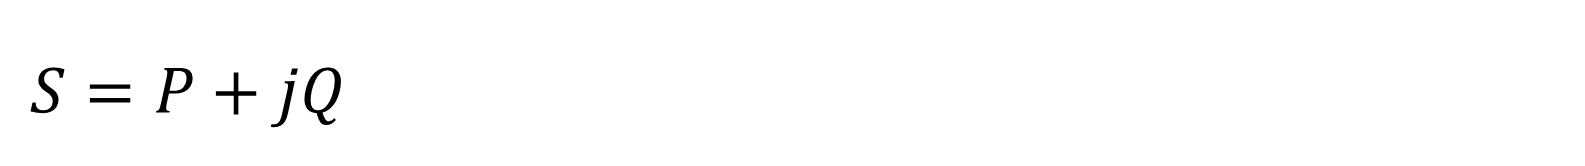 S = P + jQ